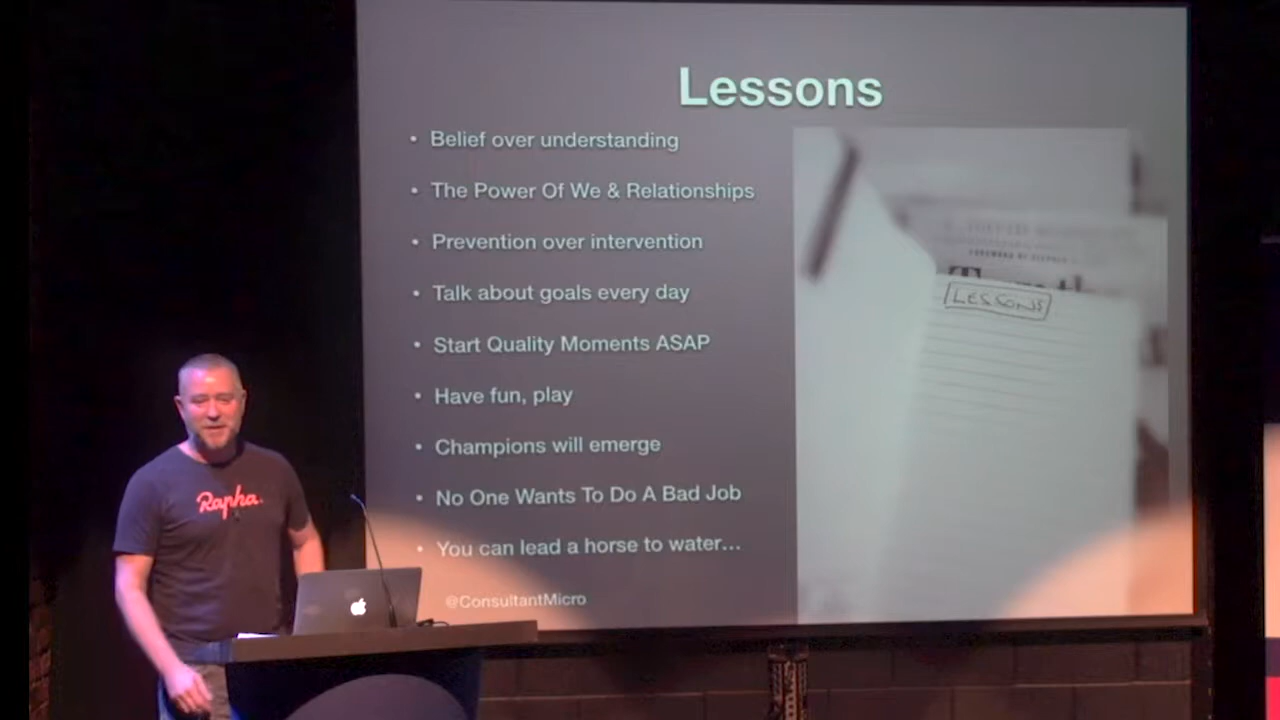 Lessons
• Belief over understanding
• The Power Of We & Relationships
• Prevention over intervention
• Talk about goals every day
• Start Quality Moments ASAP
• Have fun, play
• Champions will emerge
• No One Wants To Do A Bad Job
• You can lead a horse to water...
@ConsultantMicro
LESSONS
Rapha